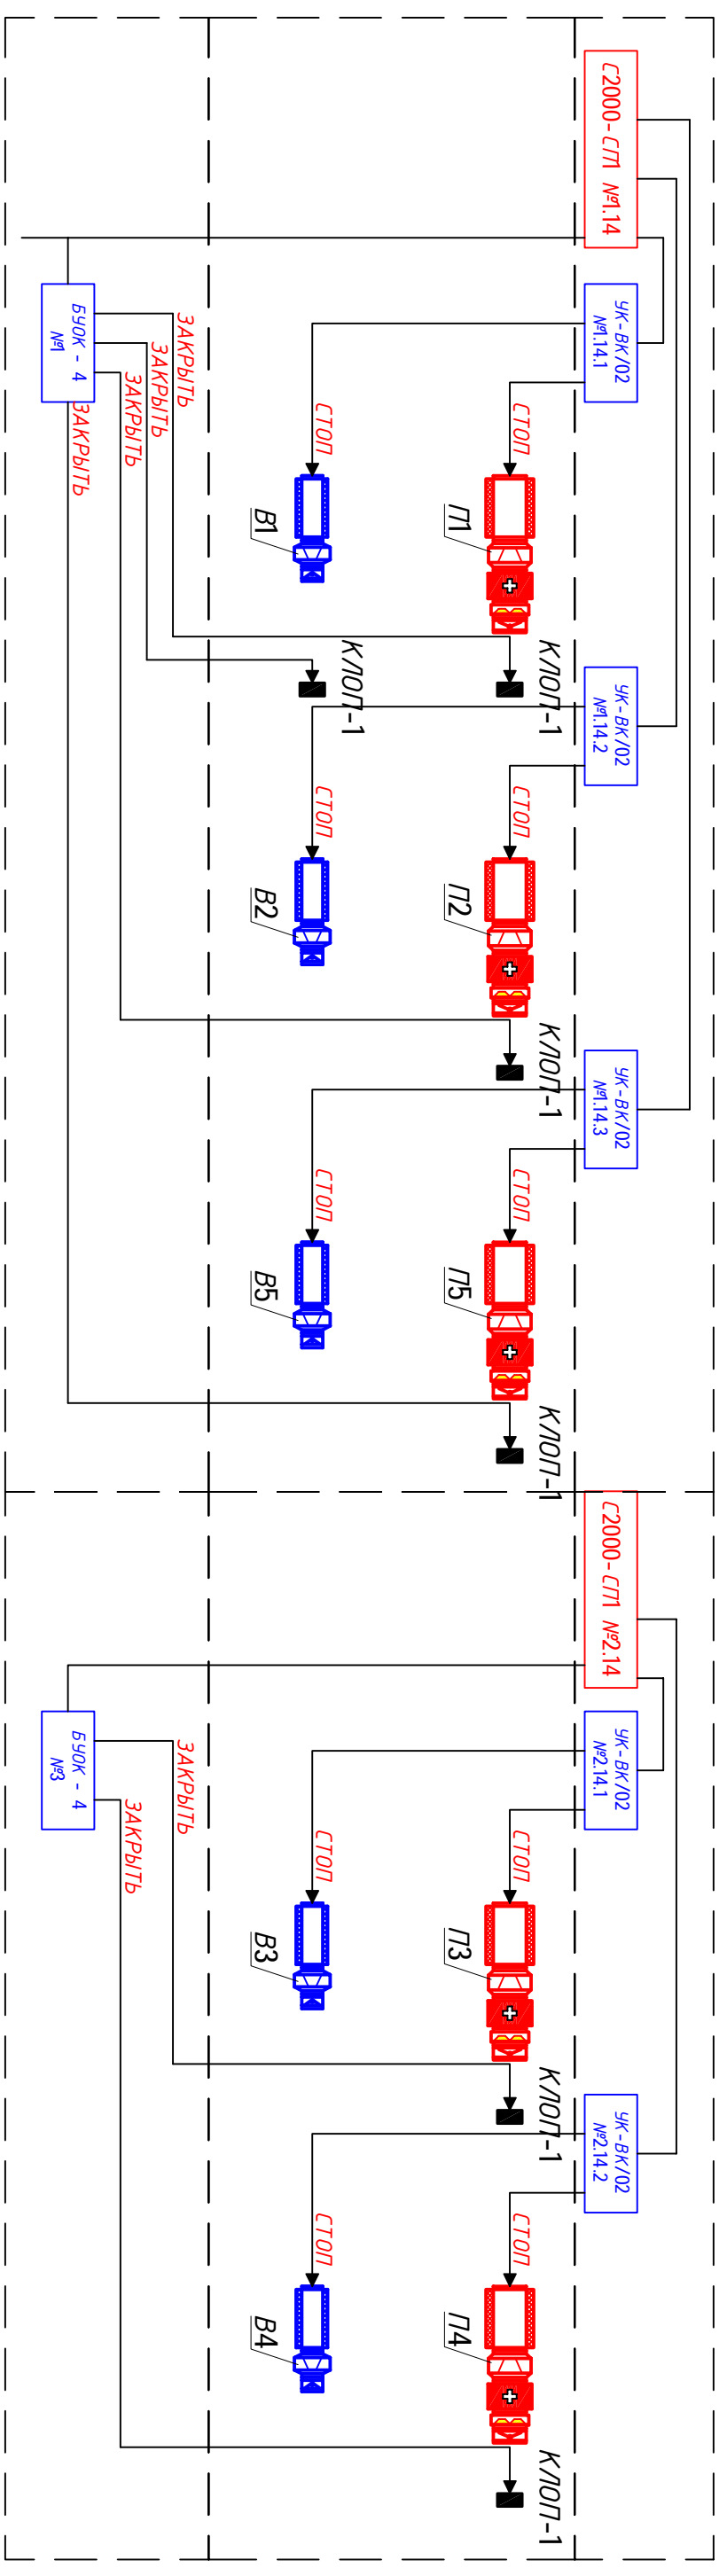 С2000-СП1 №1.14
УК-ВК/02
№1.14.1
УК-ВК/02
№1.14.2
УК-ВК/02
№1.14.3
С2000-СП1 №2.14
УК-ВК/02
№2.14.1
УК-ВК/02
№2.14.2
СТОП
П1
КЛОП-1
СТОП
П2
КЛОП-1
СТОП
П5
КЛОП-1
СТОП
П3
КЛОП-1
СТОП
П4
КЛОП-1
СТОП
В1
КЛОП-1
СТОП
В2
СТОП
В5
СТОП
В3
СТОП
В4
ЗАКРЫТЬ
ЗАКРЫТЬ
ЗАКРЫТЬ
ЗАКРЫТЬ
БУОК - 4
№1
ЗАКРЫТЬ
ЗАКРЫТЬ
БУОК - 4
№3